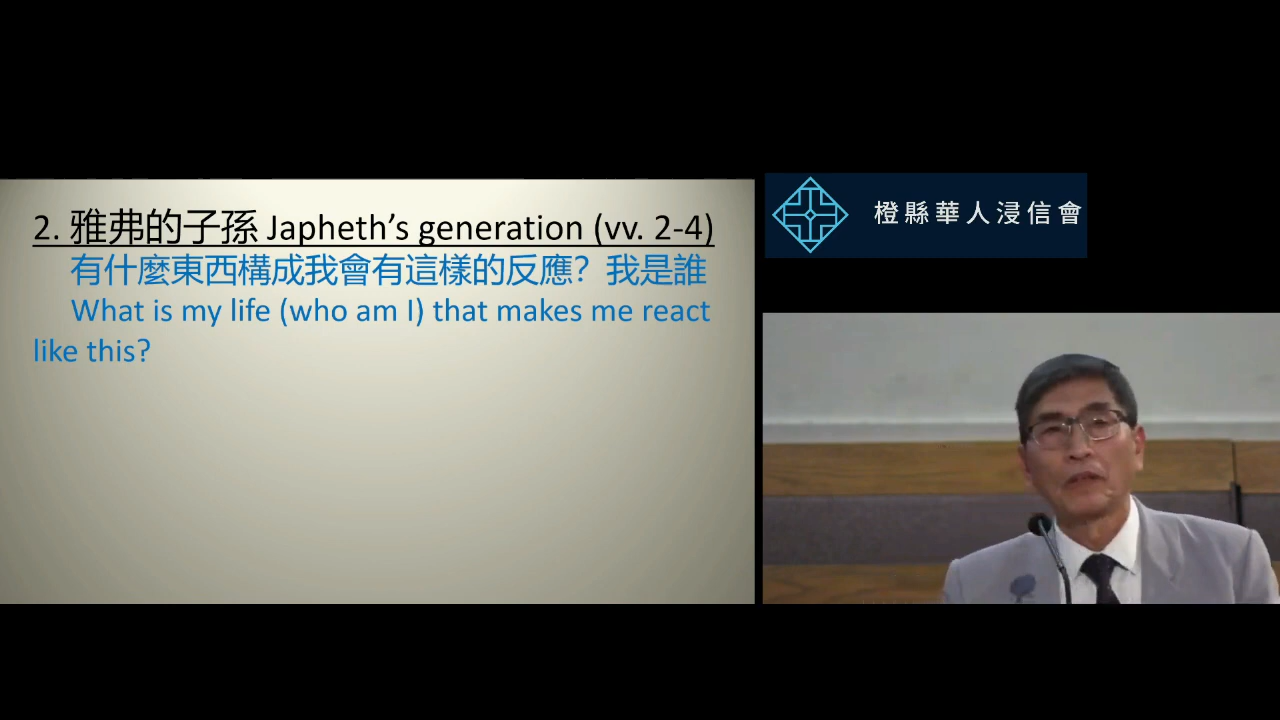 2. 雅弗的子孫 Japheth’s generation (vv. 2-4)
有什麼東西構成我會有這樣的反應？我是誰
What is my life (who am I) that makes me react
like this?
橙縣華人浸信會